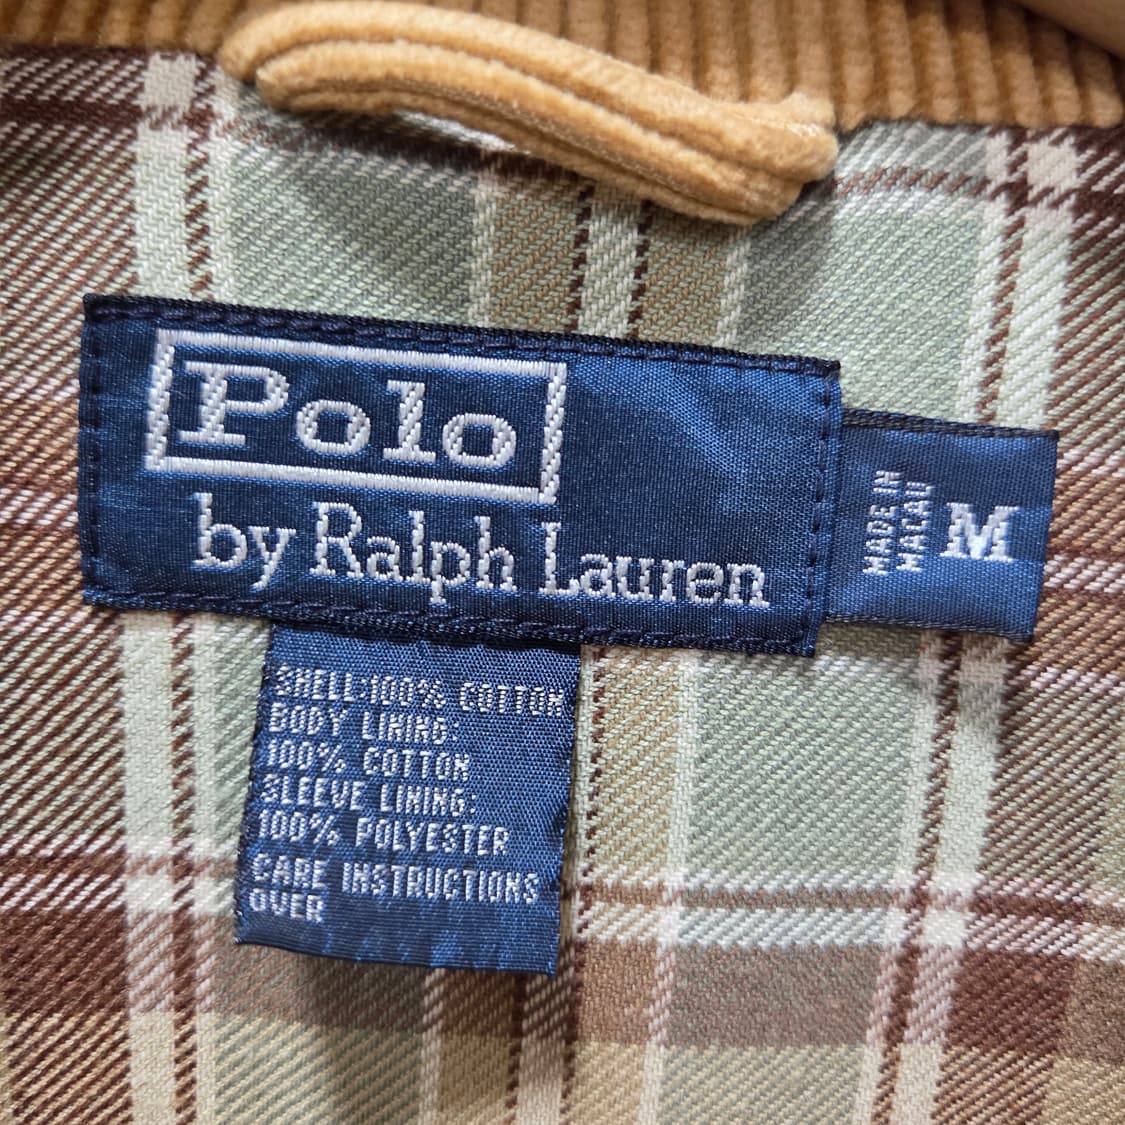 Polo
by Ralph Lauren
MADE IN
MACAU
M
SHELL:100% COTTON
BODY LINING:
100% COTTON
SLEEVE LINING:
100% POLYESTER
CARE INSTRUCTIONS
OVER